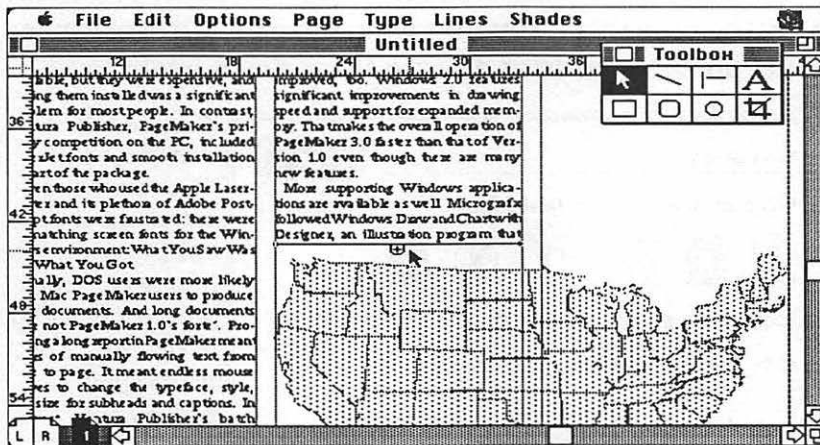 File Edit Options Page Type Lines Shades
Untitled
Toolbox
A
12 18 24 30 36
36
42
48
54
able, but they were expensive, and
ng them installed was a significant
lem for most people. In contrast,
tura Publisher, PageMaker's pri-
y competition on the PC, included
rJet fonts and smooth installation
art of the package.
en those who used the Apple Laser-
ter and its plethora of Adobe Post-
pt fonts were frustrated: there were
natching screen fonts for the Win-
s environment: What You Saw Was
What You Got
ally, DOS users were more likely
Mac PageMaker users to produce
documents. And long documents
e not PageMaker 1.0's forte'. Pro-
ng a long report in PageMaker meant
s of manually flowing text from
to page. It meant endless mouse
es to change the typeface, style,
size for subheads and captions. In
Ventura Publisher's batch
improved, too. Windows 2.0 features
significant improvements in drawing
speed and support for expanded mem-
ory. That makes the overall operation of
PageMaker 3.0 faster than that of Ver-
sion 1.0 even though there are many
new features.
More supporting Windows applica-
tions are available as well. Micrografx
followed Windows Draw and Chart with
Designer, an illustration program that
L R 1